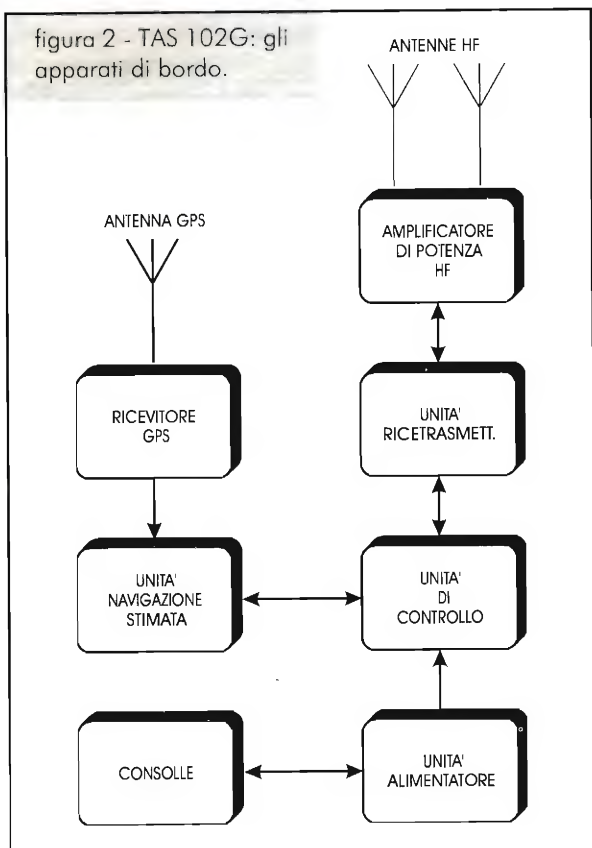 figura 2 - TAS 102G: gli
apparati di bordo.
ANTENNE HF
ANTENNA GPS
AMPLIFICATORE
DI POTENZA
HF
RICEVITORE
GPS
UNITA'
RICETRASMETT.
UNITA'
NAVIGAZIONE
STIMATA
UNITA'
DI
CONTROLLO
CONSOLLE
UNITA'
ALIMENTATORE